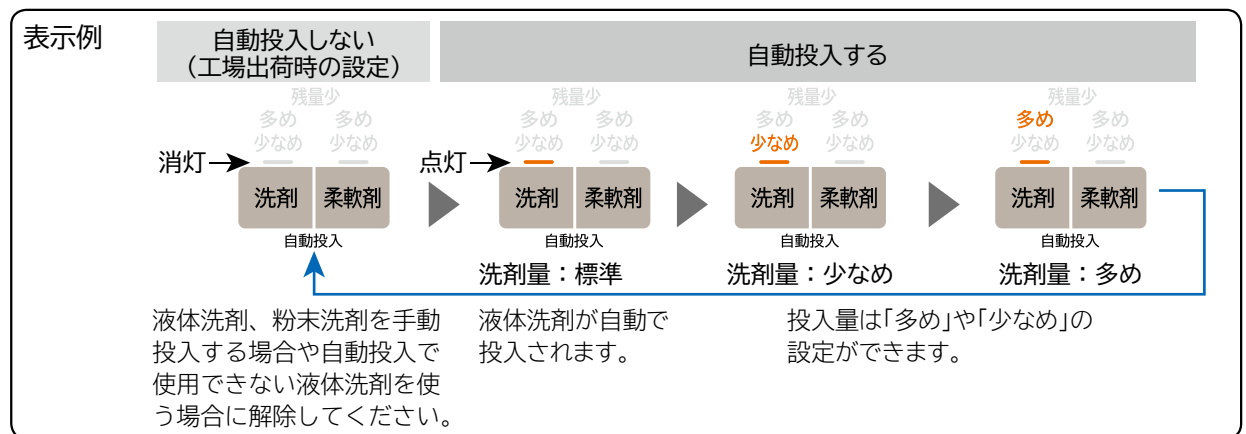 表示例
自動投入しない
（工場出荷時の設定）
自動投入する
残量少
多め 多め
少なめ 少なめ
消灯
洗剤 柔軟剤
自動投入
残量少
多め 多め
少なめ 少なめ
点灯
洗剤 柔軟剤
自動投入
洗剤量：標準
残量少
多め 多め
少なめ 少なめ
洗剤 柔軟剤
自動投入
洗剤量：少なめ
残量少
多め 多め
少なめ 少なめ
洗剤 柔軟剤
自動投入
洗剤量：多め
液体洗剤、粉末洗剤を手動
投入する場合や自動投入で
使用できない液体洗剤を使
う場合に解除してください。
液体洗剤が自動で
投入されます。
投入量は｢多め｣や｢少なめ｣の
設定ができます。